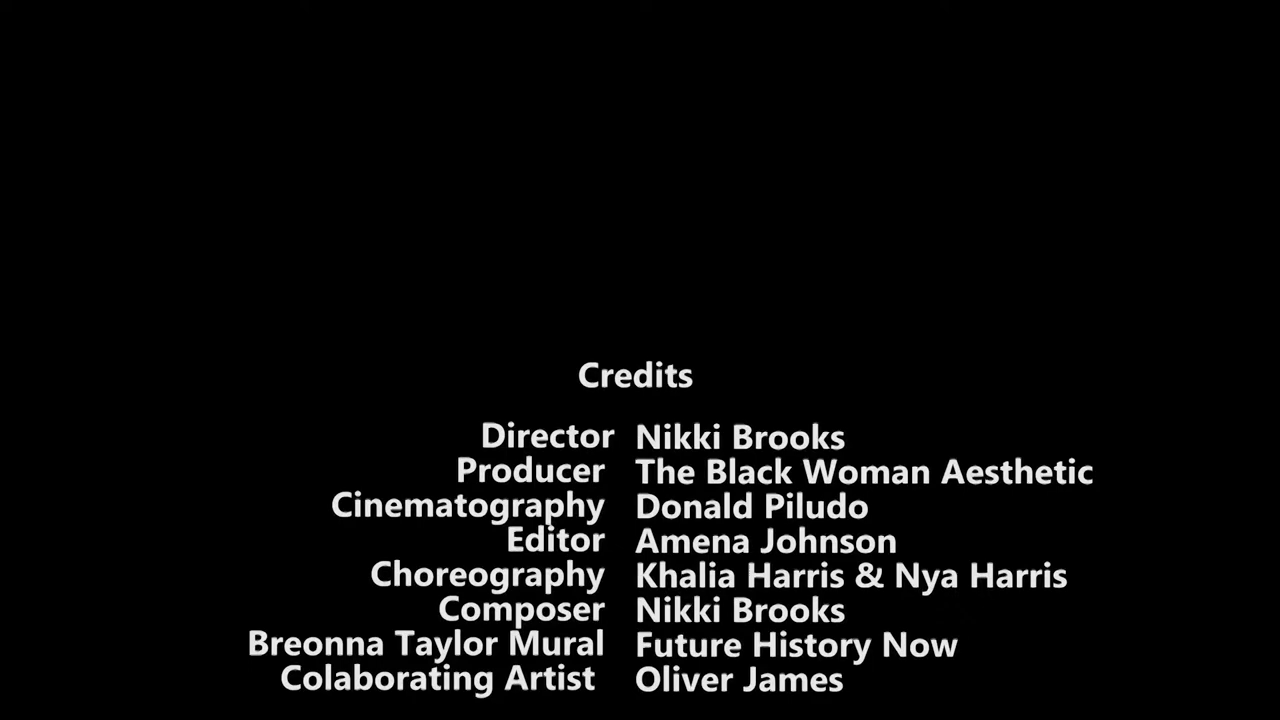 Credits
Director Nikki Brooks
Producer The Black Woman Aesthetic
Cinematography Donald Piludo
Editor Amena Johnson
Choreography Khalia Harris & Nya Harris
Composer Nikki Brooks
Breonna Taylor Mural Future History Now
Colaborating Artist Oliver James